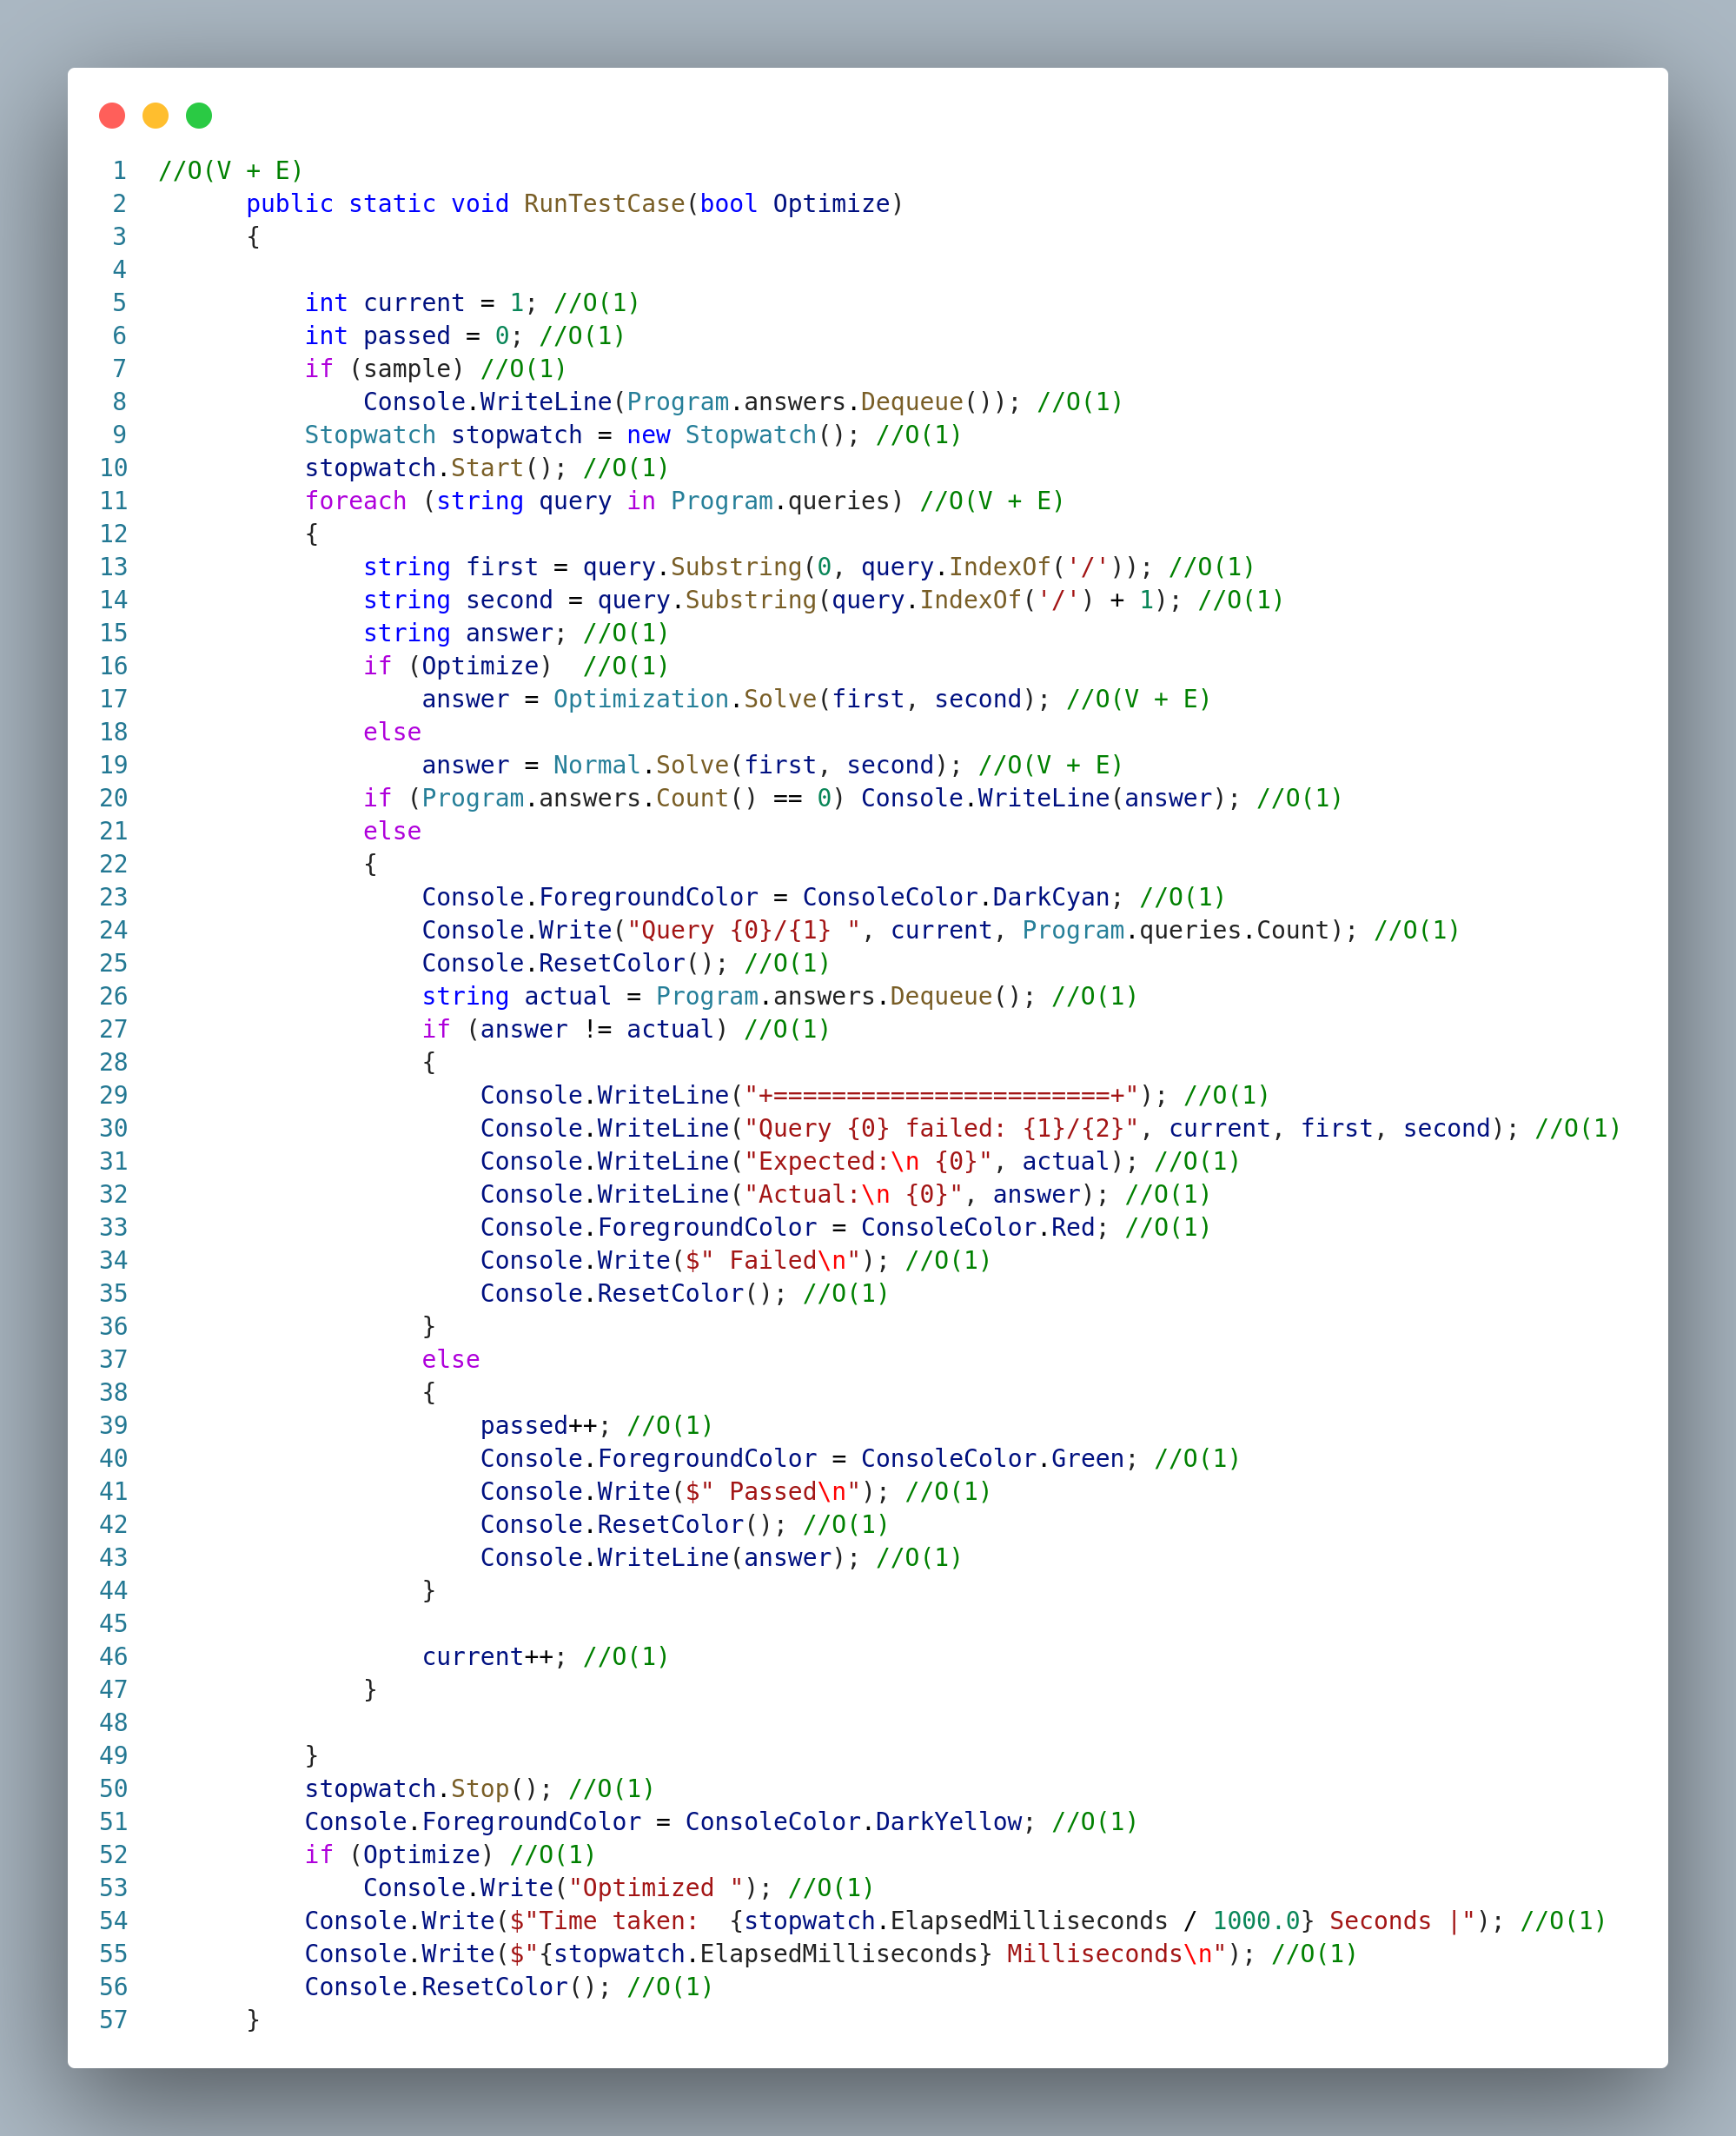 1 //O(V + E)
2       public static void RunTestCase(bool Optimize)
3       {
4
5           int current = 1; //O(1)
6           int passed = 0; //O(1)
7           if (sample) //O(1)
8               Console.WriteLine(Program.answers.Dequeue()); //O(1)
9           Stopwatch stopwatch = new Stopwatch(); //O(1)
10           stopwatch.Start(); //O(1)
11           foreach (string query in Program.queries) //O(V + E)
12           {
13               string first = query.Substring(0, query.IndexOf('/')); //O(1)
14               string second = query.Substring(query.IndexOf('/') + 1); //O(1)
15               string answer; //O(1)
16               if (Optimize)  //O(1)
17                   answer = Optimization.Solve(first, second); //O(V + E)
18               else
19                   answer = Normal.Solve(first, second); //O(V + E)
20               if (Program.answers.Count() == 0) Console.WriteLine(answer); //O(1)
21               else
22               {
23                   Console.ForegroundColor = ConsoleColor.DarkCyan; //O(1)
24                   Console.Write("Query {0}/{1} ", current, Program.queries.Count); //O(1)
25                   Console.ResetColor(); //O(1)
26                   string actual = Program.answers.Dequeue(); //O(1)
27                   if (answer != actual) //O(1)
28                   {
29                       Console.WriteLine("+=======================+"); //O(1)
30                       Console.WriteLine("Query {0} failed: {1}/{2}", current, first, second); //O(1)
31                       Console.WriteLine("Expected:\n {0}", actual); //O(1)
32                       Console.WriteLine("Actual:\n {0}", answer); //O(1)
33                       Console.ForegroundColor = ConsoleColor.Red; //O(1)
34                       Console.Write($" Failed\n"); //O(1)
35                       Console.ResetColor(); //O(1)
36                   }
37                   else
38                   {
39                       passed++; //O(1)
40                       Console.ForegroundColor = ConsoleColor.Green; //O(1)
41                       Console.Write($" Passed\n"); //O(1)
42                       Console.ResetColor(); //O(1)
43                       Console.WriteLine(answer); //O(1)
44                   }
45
46                   current++; //O(1)
47               }
48
49           }
50           stopwatch.Stop(); //O(1)
51           Console.ForegroundColor = ConsoleColor.DarkYellow; //O(1)
52           if (Optimize) //O(1)
53               Console.Write("Optimized "); //O(1)
54           Console.Write($"Time taken:  {stopwatch.ElapsedMilliseconds / 1000.0} Seconds |"); //O(1)
55           Console.Write($"{stopwatch.ElapsedMilliseconds} Milliseconds\n"); //O(1)
56           Console.ResetColor(); //O(1)
57       }